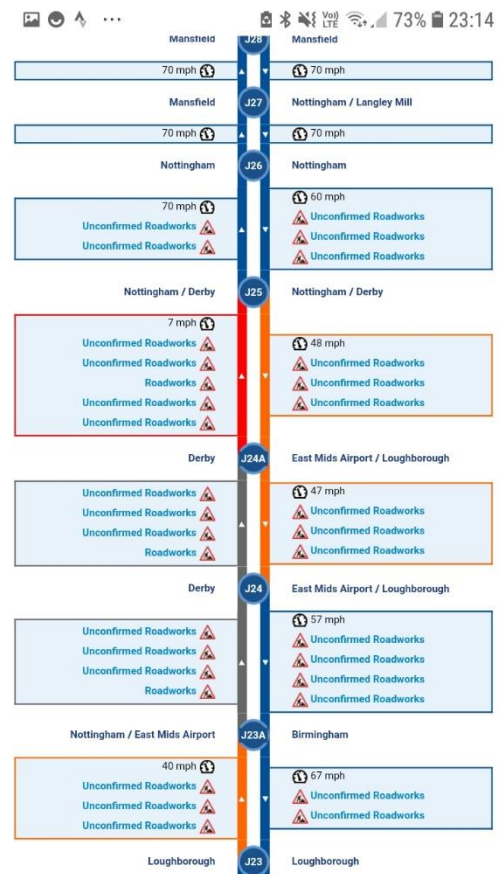 ... Vo)) LTE 73% 23:14
Mansfield J28 Mansfield
70 mph 70 mph
Mansfield J27 Nottingham / Langley Mill
70 mph 70 mph
Nottingham J26 Nottingham
70 mph 60 mph
Unconfirmed Roadworks Unconfirmed Roadworks
Unconfirmed Roadworks Unconfirmed Roadworks
Unconfirmed Roadworks
Nottingham / Derby J25 Nottingham / Derby
7 mph
Unconfirmed Roadworks 48 mph
Unconfirmed Roadworks Unconfirmed Roadworks
Roadworks Unconfirmed Roadworks
Unconfirmed Roadworks Unconfirmed Roadworks
Unconfirmed Roadworks
Derby J24A East Mids Airport / Loughborough
Unconfirmed Roadworks 47 mph
Unconfirmed Roadworks Unconfirmed Roadworks
Unconfirmed Roadworks Unconfirmed Roadworks
Roadworks Unconfirmed Roadworks
Derby J24 East Mids Airport / Loughborough
57 mph
Unconfirmed Roadworks Unconfirmed Roadworks
Unconfirmed Roadworks Unconfirmed Roadworks
Unconfirmed Roadworks Unconfirmed Roadworks
Roadworks Unconfirmed Roadworks
Nottingham / East Mids Airport J23A Birmingham
40 mph 67 mph
Unconfirmed Roadworks Unconfirmed Roadworks
Unconfirmed Roadworks Unconfirmed Roadworks
Unconfirmed Roadworks
Loughborough J23 Loughborough